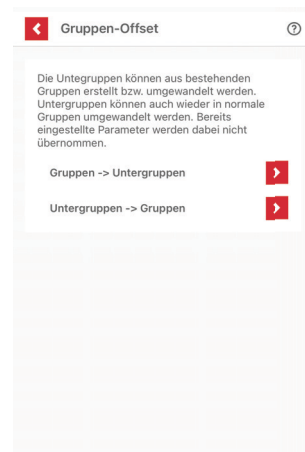 Gruppen-Offset
Die Untegruppen können aus bestehenden
Gruppen erstellt bzw. umgewandelt werden.
Untergruppen können auch wieder in normale
Gruppen umgewandelt werden. Bereits
eingestellte Parameter werden dabei nicht
übernommen.
Gruppen -> Untergruppen
Untergruppen -> Gruppen